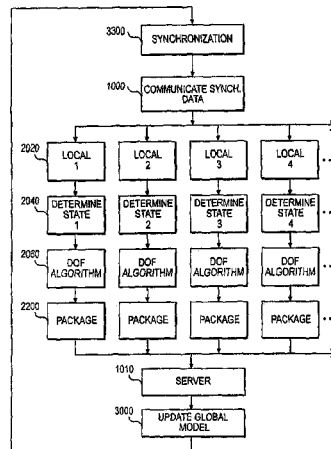 3300
SYNCHRONIZATION
1000
COMMUNICATE SYNCH.
DATA
2020
LOCAL
1
LOCAL
2
LOCAL
3
LOCAL
4
2040
DETERMINE
STATE
1
DETERMINE
STATE
2
DETERMINE
STATE
3
DETERMINE
STATE
4
2060
DOF
ALGORITHM
DOF
ALGORITHM
DOF
ALGORITHM
DOF
ALGORITHM
2200
PACKAGE
PACKAGE
PACKAGE
PACKAGE
1010
SERVER
3000
UPDATE GLOBAL
MODEL